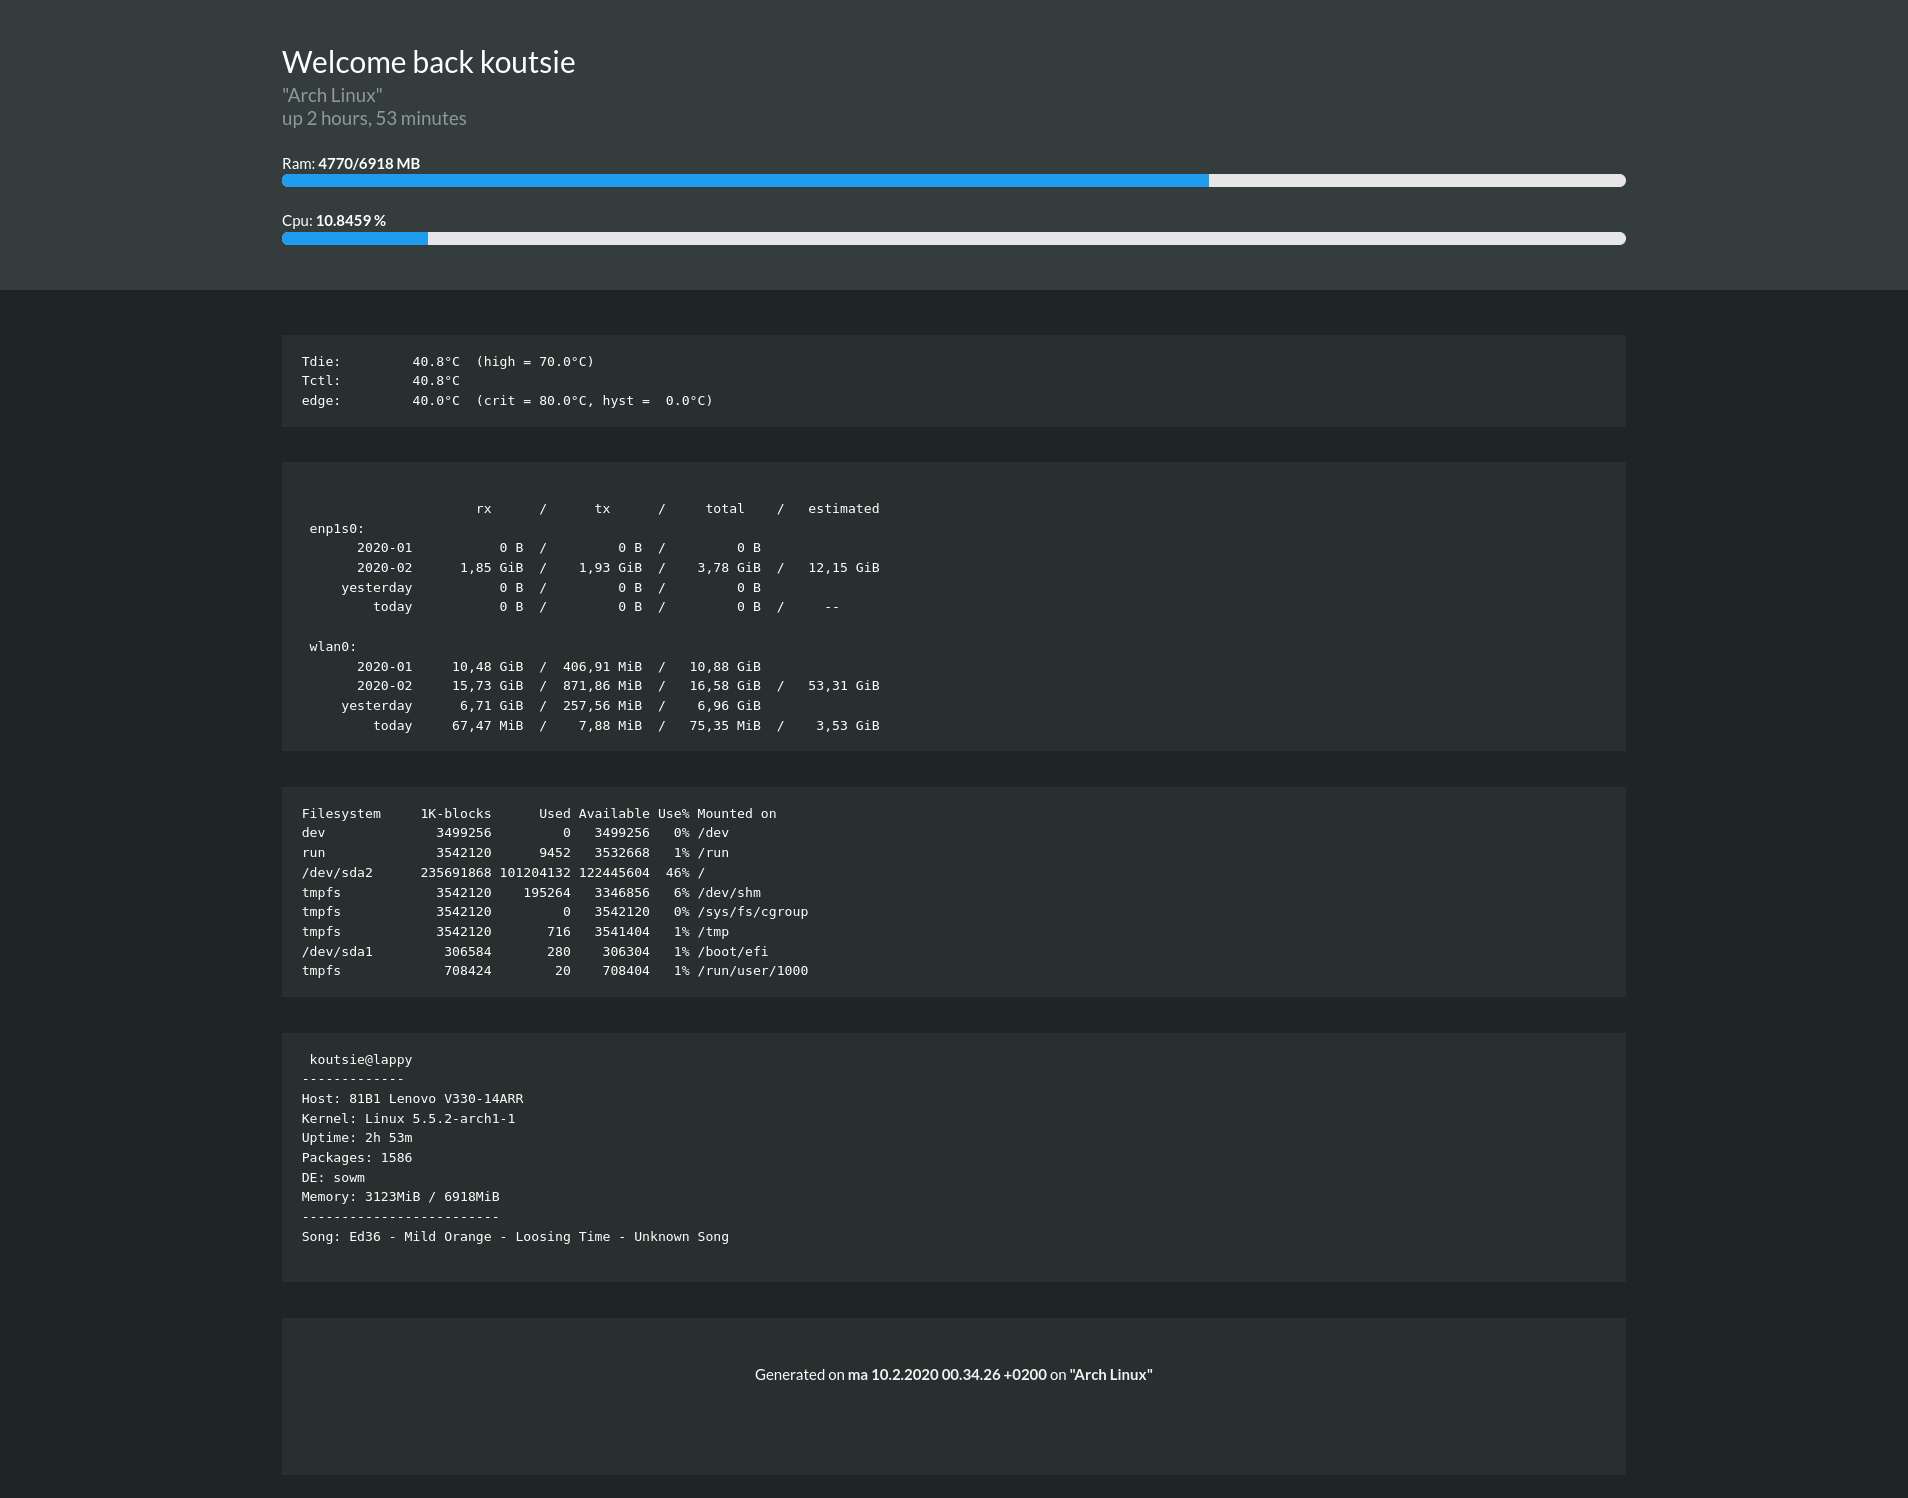 Welcome back koutsie
"Arch Linux"
up 2 hours, 53 minutes
Ram: 4770/6918 MB
Cpu: 10.8459 %
Tdie:         40.8°C  (high = 70.0°C)
Tctl:         40.8°C
edge:         40.0°C  (crit = 80.0°C, hyst =  0.0°C)
                      rx      /      tx      /     total    /   estimated
 enp1s0:
       2020-01           0 B  /         0 B  /         0 B
       2020-02      1,85 GiB  /    1,93 GiB  /    3,78 GiB  /   12,15 GiB
     yesterday           0 B  /         0 B  /         0 B
         today           0 B  /         0 B  /         0 B  /     --
 wlan0:
       2020-01     10,48 GiB  /  406,91 MiB  /   10,88 GiB
       2020-02     15,73 GiB  /  871,86 MiB  /   16,58 GiB  /   53,31 GiB
     yesterday      6,71 GiB  /  257,56 MiB  /    6,96 GiB
         today     67,47 MiB  /    7,88 MiB  /   75,35 MiB  /    3,53 GiB
Filesystem     1K-blocks      Used Available Use% Mounted on
dev              3499256         0   3499256   0% /dev
run              3542120      9452   3532668   1% /run
/dev/sda2      235691868 101204132 122445604  46% /
tmpfs            3542120    195264   3346856   6% /dev/shm
tmpfs            3542120         0   3542120   0% /sys/fs/cgroup
tmpfs            3542120       716   3541404   1% /tmp
/dev/sda1         306584       280    306304   1% /boot/efi
tmpfs             708424        20    708404   1% /run/user/1000
 koutsie@lappy
-------------
Host: 81B1 Lenovo V330-14ARR
Kernel: Linux 5.5.2-arch1-1
Uptime: 2h 53m
Packages: 1586
DE: sowm
Memory: 3123MiB / 6918MiB
-------------------------
Song: Ed36 - Mild Orange - Loosing Time - Unknown Song
Generated on ma 10.2.2020 00.34.26 +0200 on "Arch Linux"